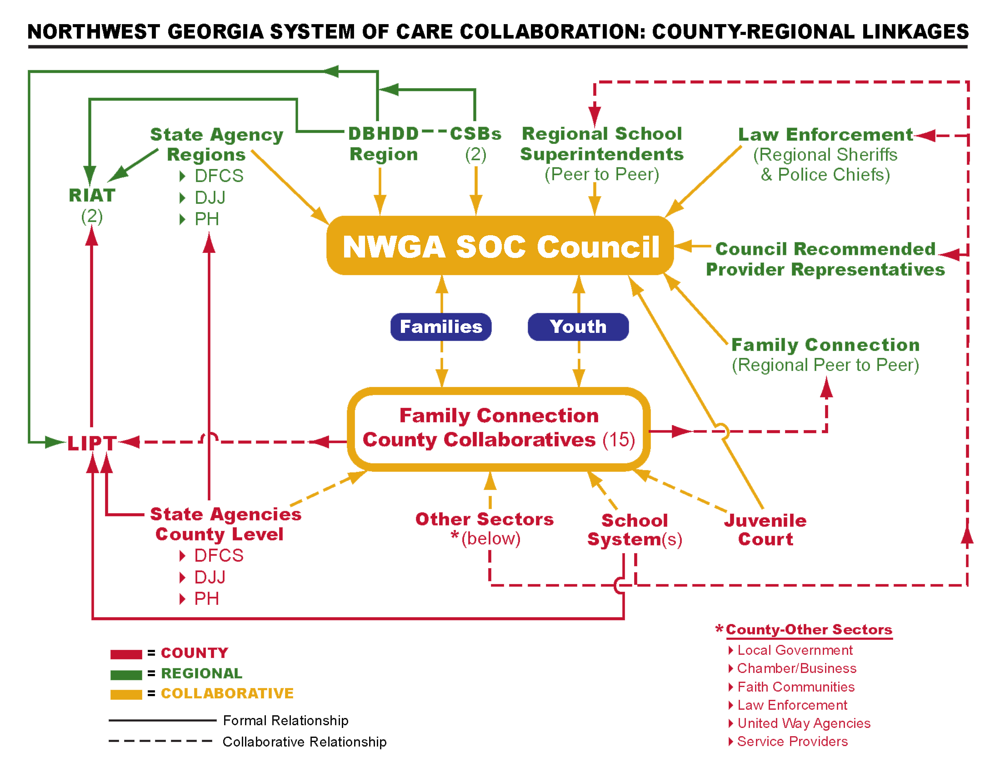 NORTHWEST GEORGIA SYSTEM OF CARE COLLABORATION: COUNTY-REGIONAL LINKAGES
State Agency
Regions
DFCS
DJJ
PH
DBHDD
Region
CSBs
(2)
Regional School
Superintendents
(Peer to Peer)
Law Enforcement
(Regional Sheriffs
& Police Chiefs)
RIAT
(2)
NWGA SOC Council
Council Recommended
Provider Representatives
Families
Youth
Family Connection
(Regional Peer to Peer)
Family Connection
County Collaboratives (15)
LIPT
State Agencies
County Level
DFCS
DJJ
PH
Other Sectors
*(below)
School
System(s)
Juvenile
Court
= COUNTY
= REGIONAL
= COLLABORATIVE
Formal Relationship
Collaborative Relationship
*County-Other Sectors
Local Government
Chamber/Business
Faith Communities
Law Enforcement
United Way Agencies
Service Providers